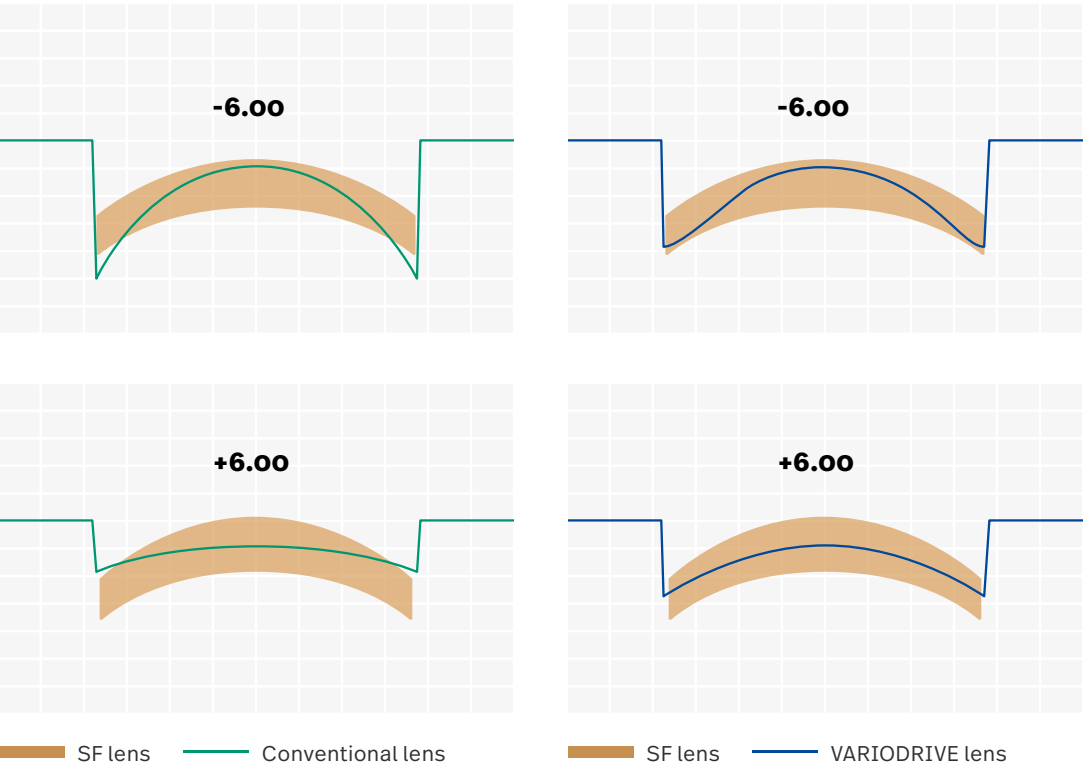 -6.00
-6.00
+6.00
+6.00
SF lens
Conventional lens
SF lens
VARIODRIVE lens